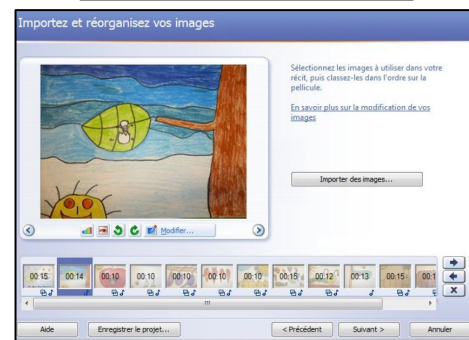 Importez et réorganisez vos images
Sélectionnez les images à utiliser dans votre
récit, puis classez-les dans l'ordre sur la
pellicule.
En savoir plus sur la modification de vos
images
Importer des images...
Modifier...
00:15 00:14 00:10 00:10 00:10 00:10 00:10 00:15 00:12 00:13 00:15 00:1
Aide Enregistrer le projet... < Précédent Suivant > Annuler